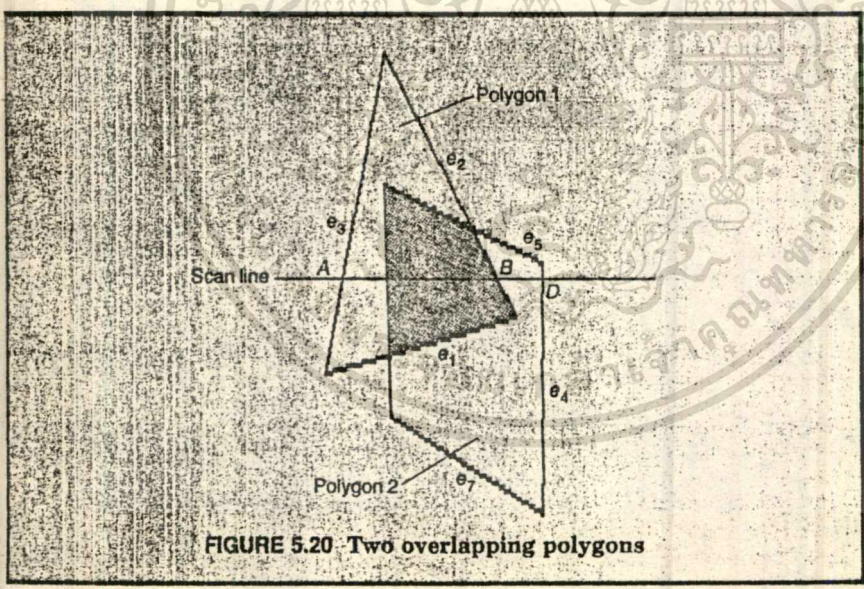 Polygon 1
e2
e3
e5
Scan line
A
B
D
e1
e4
Polygon 2
e7
FIGURE 5.20 Two overlapping polygons